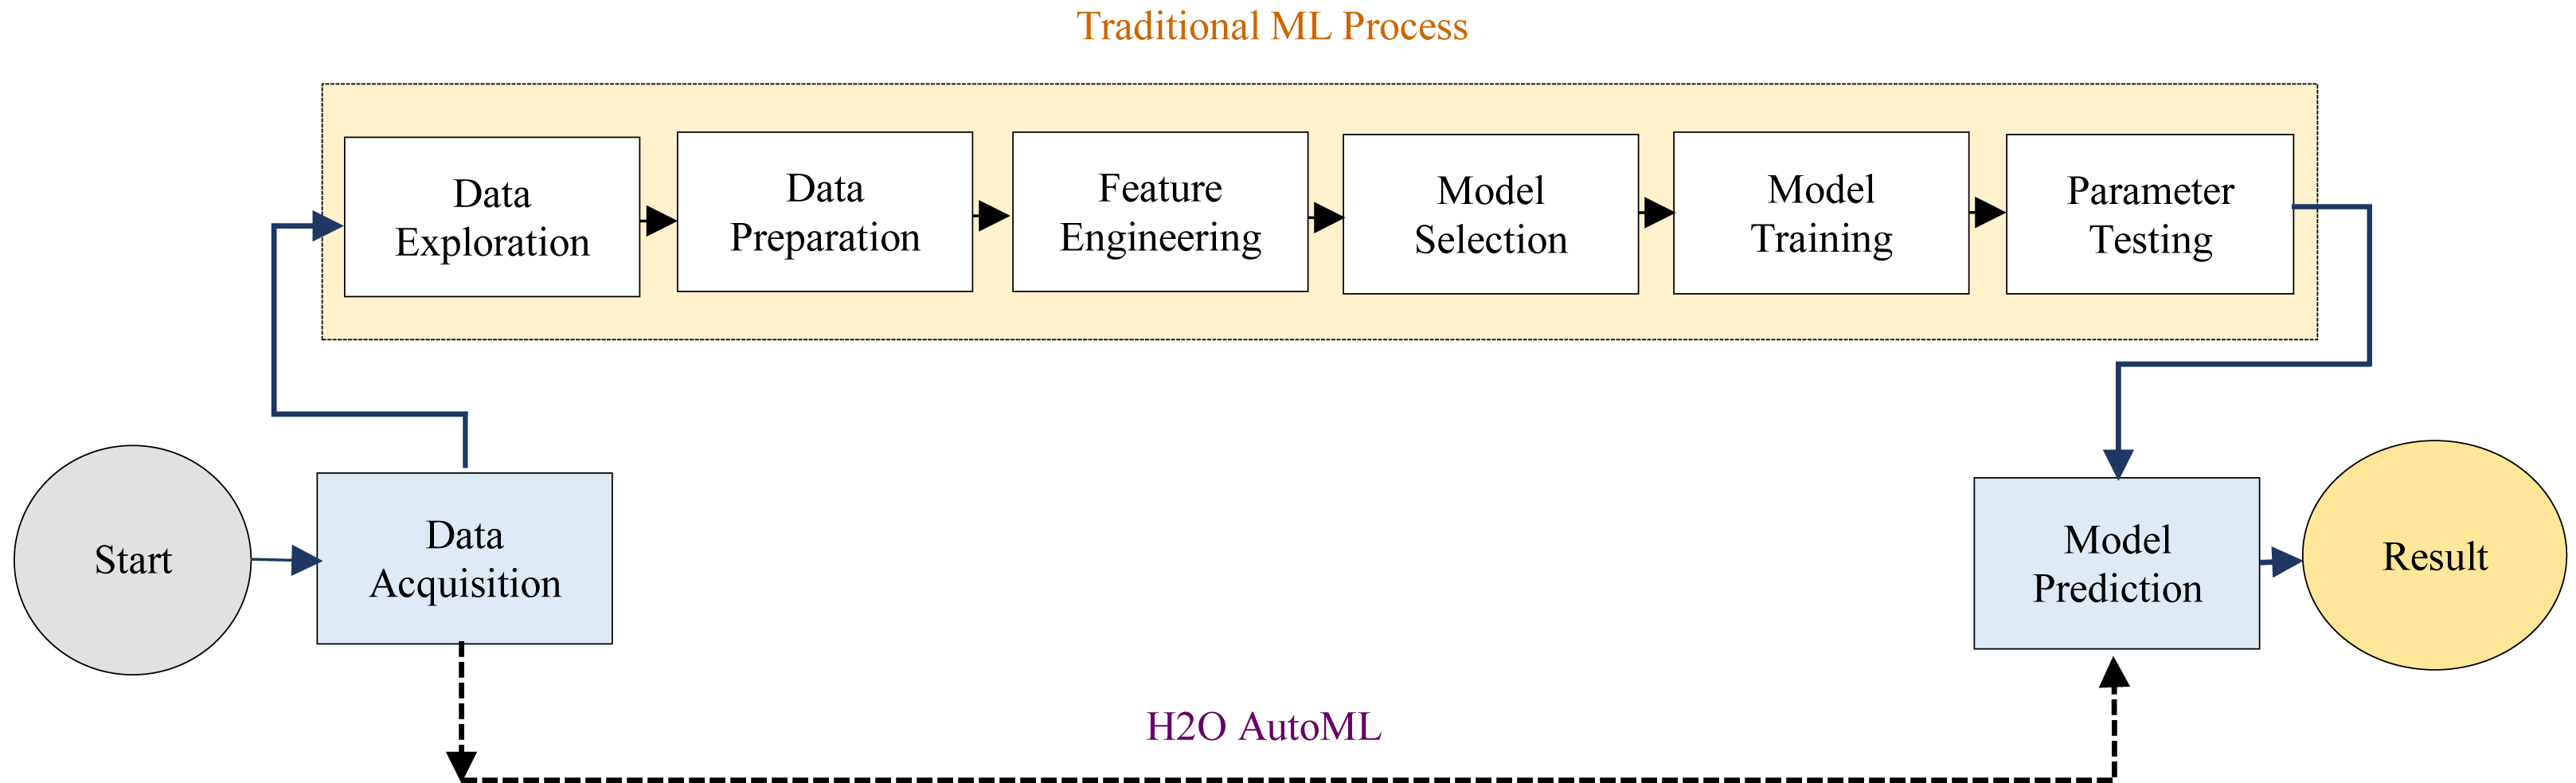 Traditional ML Process
Data
Exploration
Data
Preparation
Feature
Engineering
Model
Selection
Model
Training
Parameter
Testing
Start
Data
Acquisition
Model
Prediction
Result
H2O AutoML